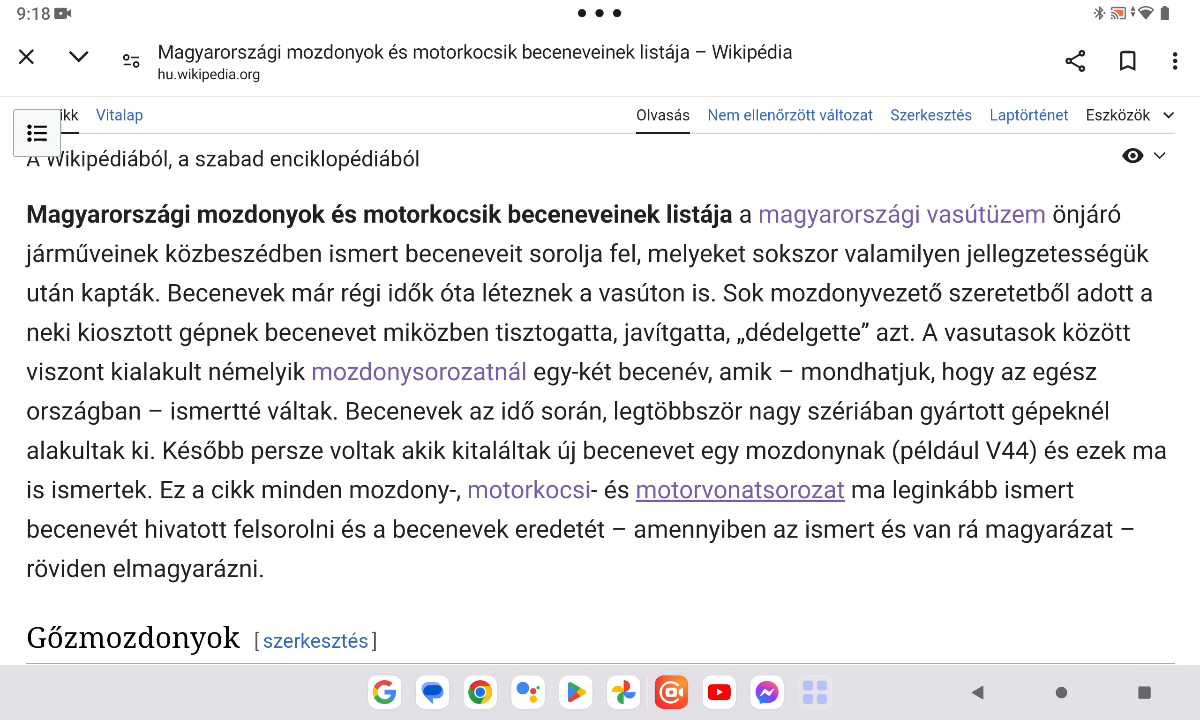 9:18
Magyarországi mozdonyok és motorkocsik beceneveinek listája – Wikipédia
hu.wikipedia.org
Vitalap
Olvasás Nem ellenőrzött változat Szerkesztés Laptörténet Eszközök
A Wikipédiából, a szabad enciklopédiából
Magyarországi mozdonyok és motorkocsik beceneveinek listája a magyarországi vasútüzem önjáró
járműveinek közbeszédben ismert beceneveit sorolja fel, melyeket sokszor valamilyen jellegzetességük
után kapták. Becenevek már régi idők óta léteznek a vasúton is. Sok mozdonyvezető szeretetből adott a
neki kiosztott gépnek becenevet miközben tisztogatta, javítgatta, „dédelgette” azt. A vasutasok között
viszont kialakult némelyik mozdonysorozatnál egy-két becenév, amik – mondhatjuk, hogy az egész
országban – ismertté váltak. Becenevek az idő során, legtöbbször nagy szériában gyártott gépeknél
alakultak ki. Később persze voltak akik kitaláltak új becenevet egy mozdonynak (például V44) és ezek ma
is ismertek. Ez a cikk minden mozdony-, motorkocsi- és motorvonatsorozat ma leginkább ismert
becenevét hivatott felsorolni és a becenevek eredetét – amennyiben az ismert és van rá magyarázat –
röviden elmagyarázni.
Gőzmozdonyok [szerkesztés]